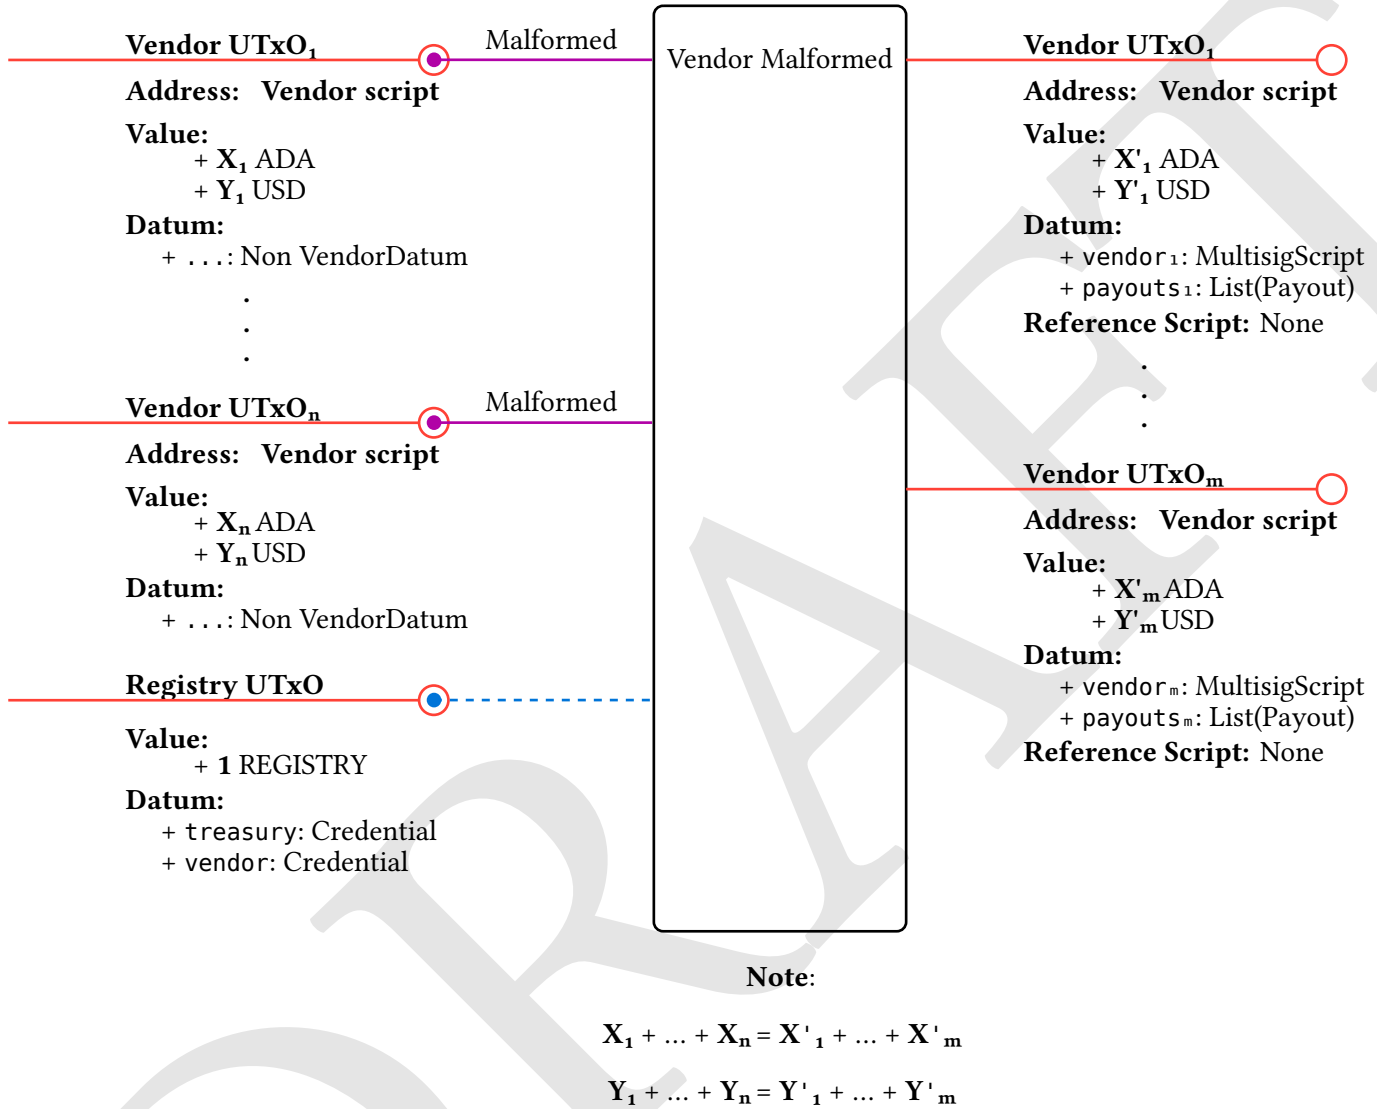 Vendor UTxO₁
Malformed
Address: Vendor script
Value:
+ X₁ ADA
+ Y₁ USD
Datum:
+ ...: Non VendorDatum
.
.
.
Vendor UTxOₙ
Malformed
Address: Vendor script
Value:
+ Xₙ ADA
+ Yₙ USD
Datum:
+ ...: Non VendorDatum
Registry UTxO
Value:
+ 1 REGISTRY
Datum:
+ treasury: Credential
+ vendor: Credential
Vendor Malformed
Vendor UTxO₁
Address: Vendor script
Value:
+ X'₁ ADA
+ Y'₁ USD
Datum:
+ vendor₁: MultisigScript
+ payouts₁: List(Payout)
Reference Script: None
.
.
.
Vendor UTxOₘ
Address: Vendor script
Value:
+ X'ₘ ADA
+ Y'ₘ USD
Datum:
+ vendorₘ: MultisigScript
+ payoutsₘ: List(Payout)
Reference Script: None
Note:
X₁ + ... + Xₙ = X'₁ + ... + X'ₘ
Y₁ + ... + Yₙ = Y'₁ + ... + Y'ₘ
DRAFT